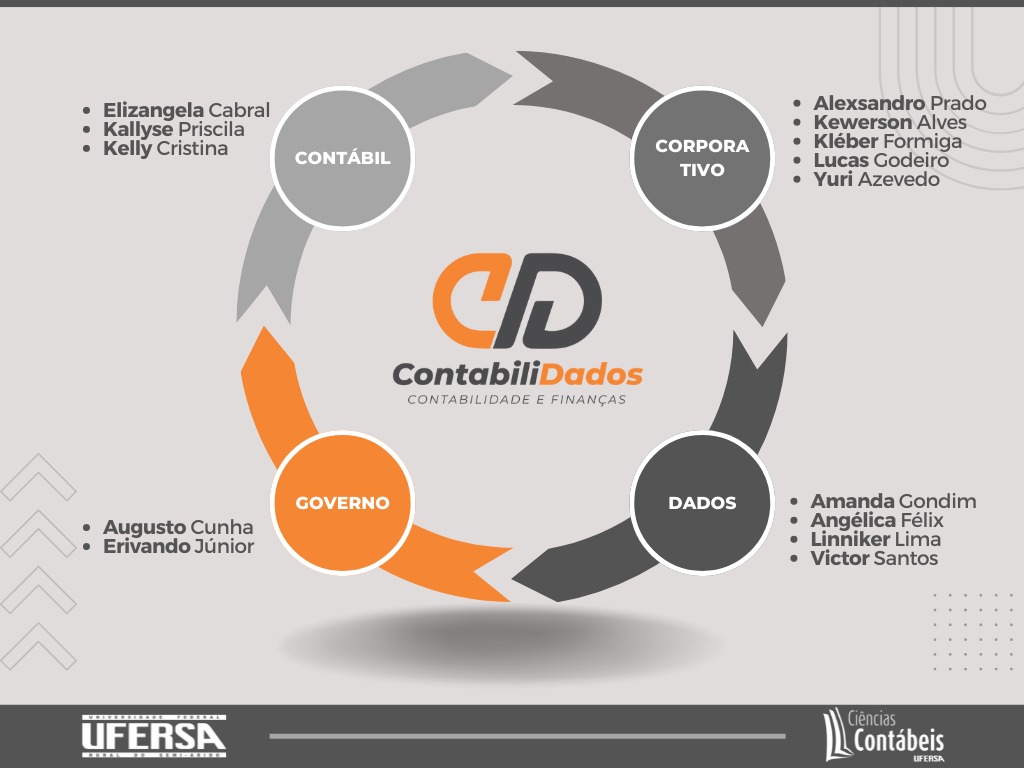 Elizangela Cabral
Kallyse Priscila
Kelly Cristina
CONTÁBIL
CORPORA
TIVO
Alexsandro Prado
Kewerson Alves
Kléber Formiga
Lucas Godeiro
Yuri Azevedo
CD
ContabiliDados
CONTABILIDADE E FINANÇAS
Augusto Cunha
Erivando Júnior
GOVERNO
DADOS
Amanda Gondim
Angélica Félix
Linniker Lima
Victor Santos
UNIVERSIDADE FEDERAL
UFERSA
RURAL DO SEMI-ÁRIDO
Ciências
Contábeis
UFERSA